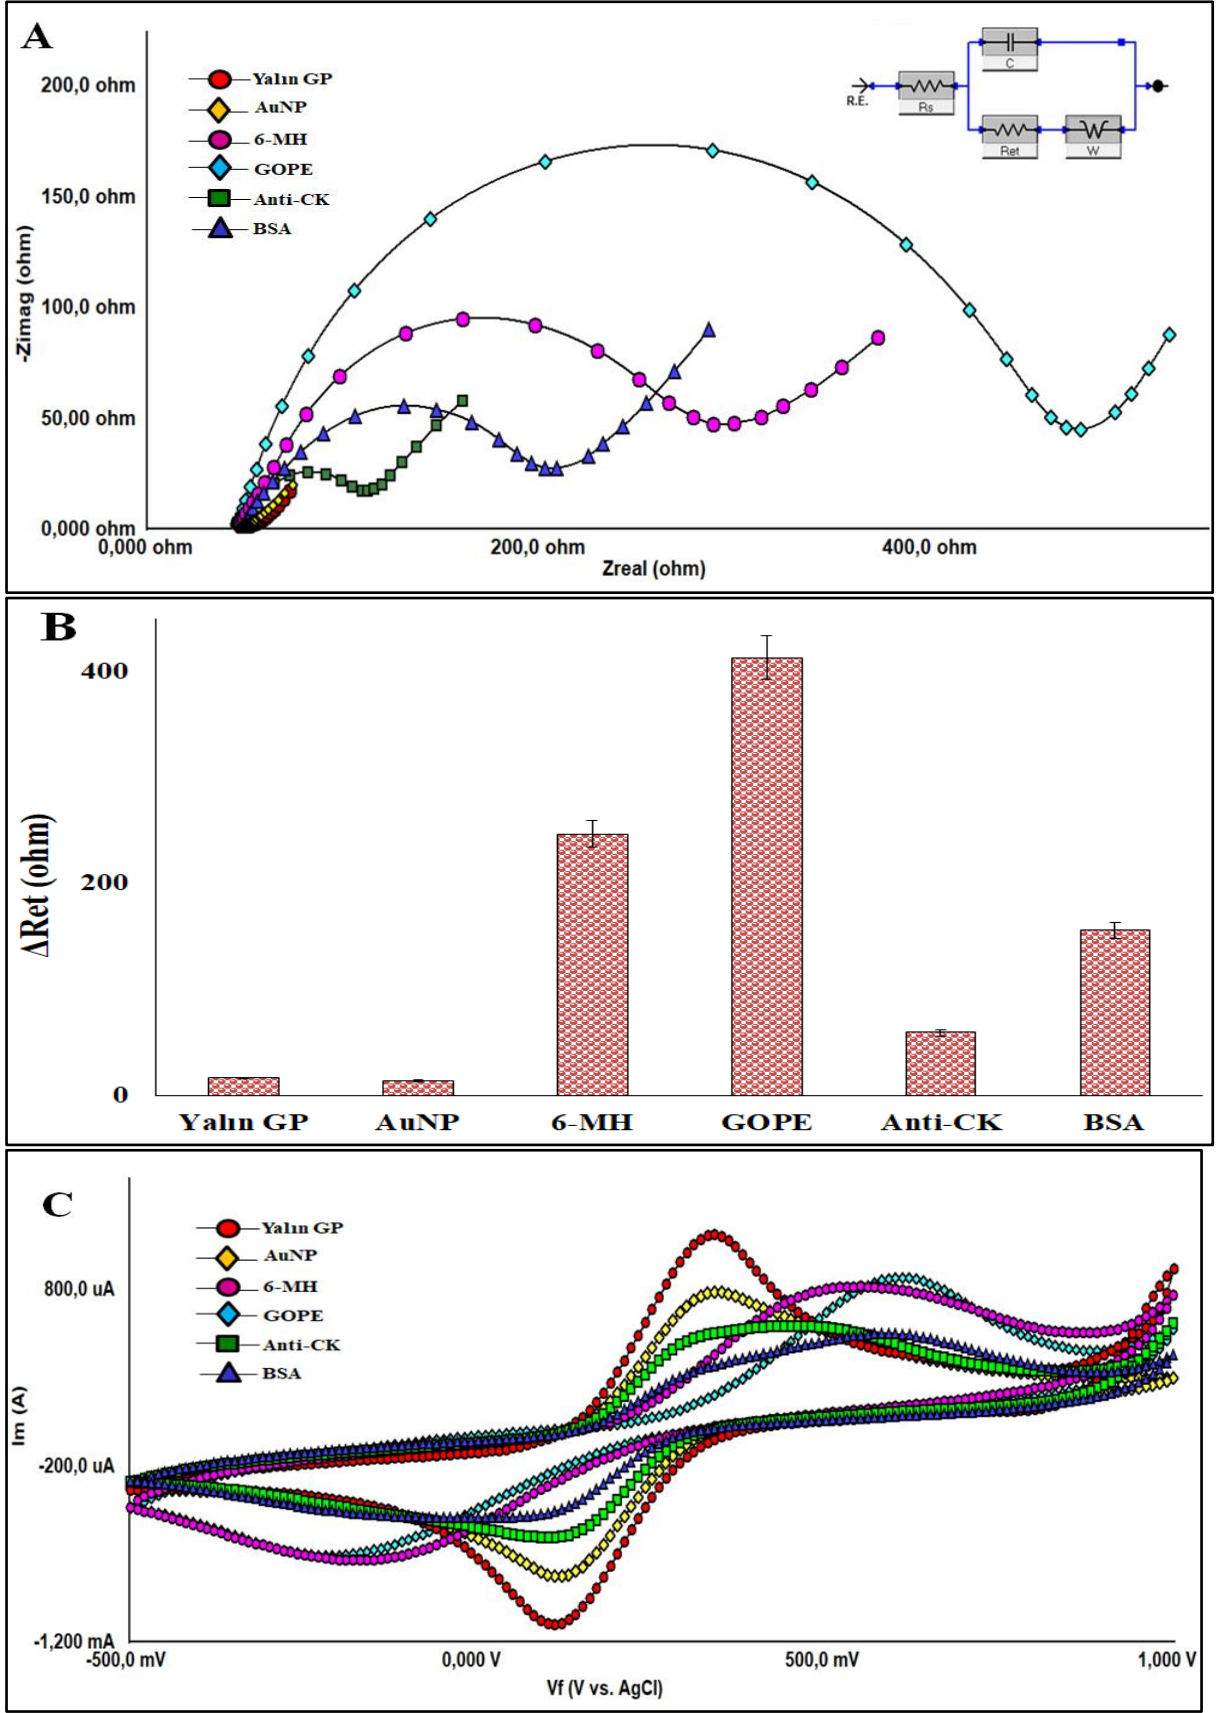 A
200,0 ohm
150,0 ohm
100,0 ohm
50,00 ohm
0,000 ohm
-Zimag (ohm)
Yalın GP
AuNP
6-MH
GOPE
Anti-CK
BSA
R.E.
Rs
C
Ret
W
0,000 ohm
200,0 ohm
400,0 ohm
Zreal (ohm)
B
400
200
0
ΔRet (ohm)
Yalın GP
AuNP
6-MH
GOPE
Anti-CK
BSA
C
Yalın GP
AuNP
6-MH
GOPE
Anti-CK
BSA
800,0 uA
-200,0 uA
-1,200 mA
Im (A)
-500,0 mV
0,000 V
500,0 mV
1,000 V
Vf (V vs. AgCl)